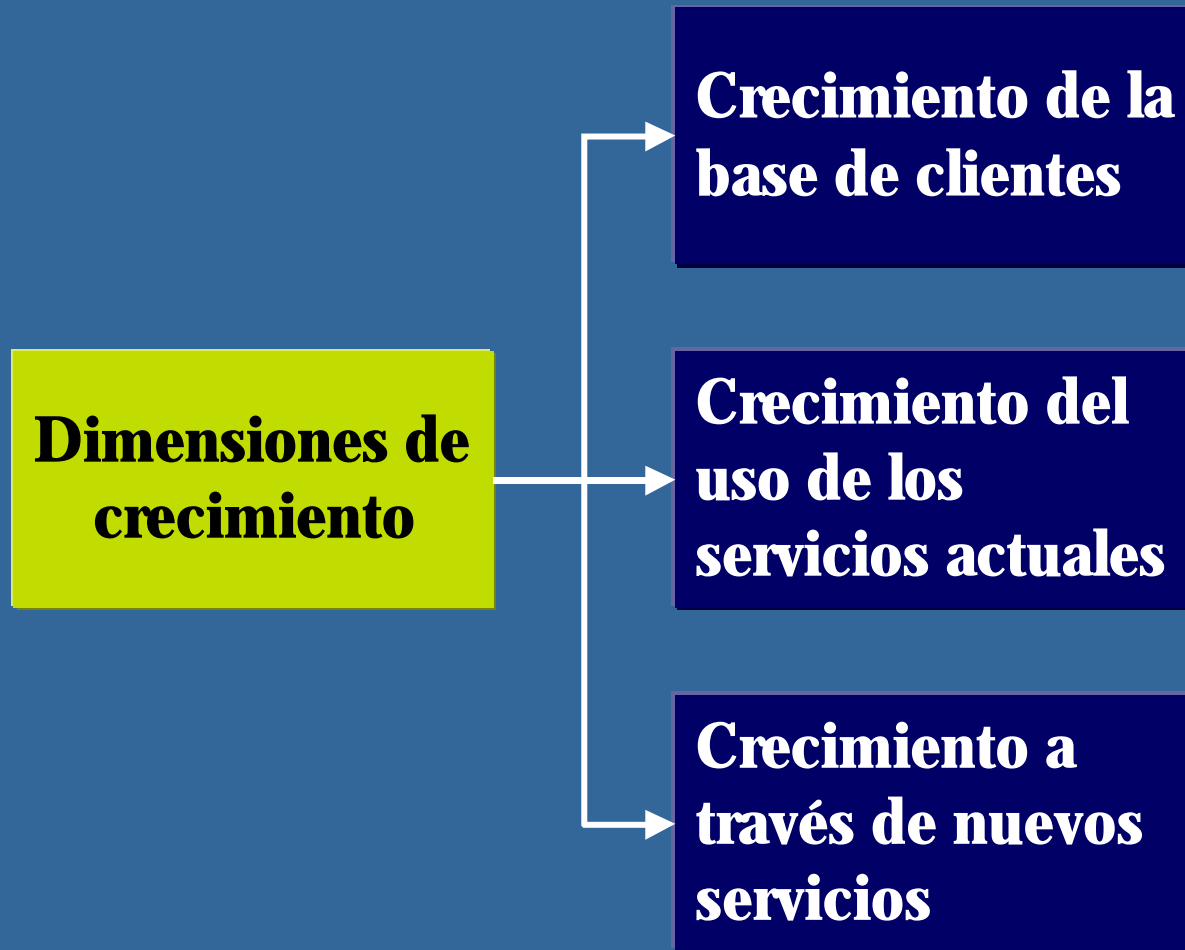 Crecimiento de la
base de clientes
Dimensiones de
crecimiento
Crecimiento del
uso de los
servicios actuales
Crecimiento a
través de nuevos
servicios